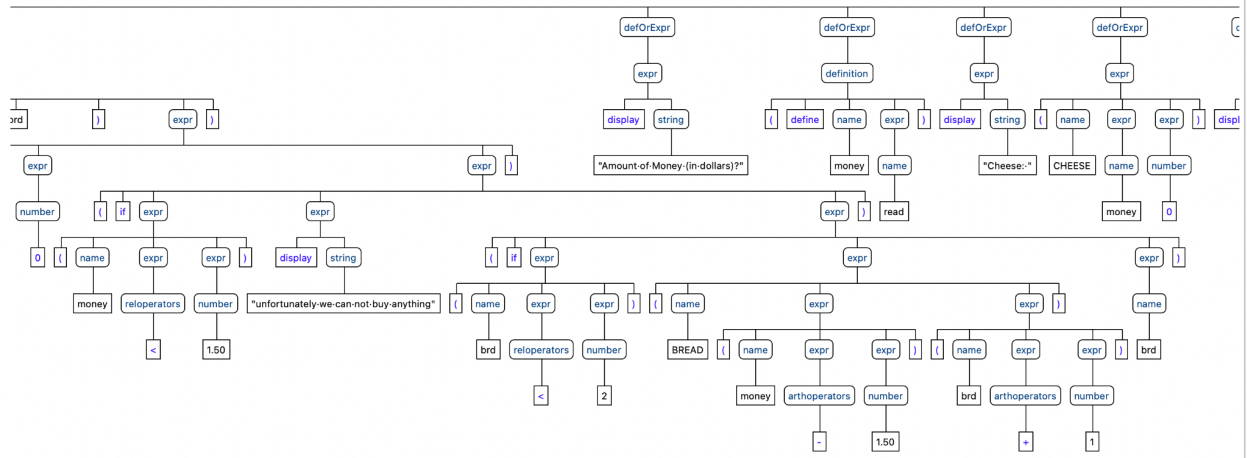 defOrExpr defOrExpr defOrExpr defOrExpr
expr definition expr expr
) expr ) display string ( define name expr ) display string ( name expr expr )
expr expr ) "Amount·of·Money·(in·dollars)?" money name "Cheese:·" CHEESE name number
number ( if expr expr expr ) read money 0
0 ( name expr expr ) display string ( if expr expr expr )
money reloperators number "unfortunately·we·can·not·buy·anything" ( name expr expr ) ( name expr expr ) name
< 1.50 brd reloperators number BREAD ( name expr expr ) ( name expr expr ) brd
< 2 money arthoperators number brd arthoperators number
- 1.50 + 1